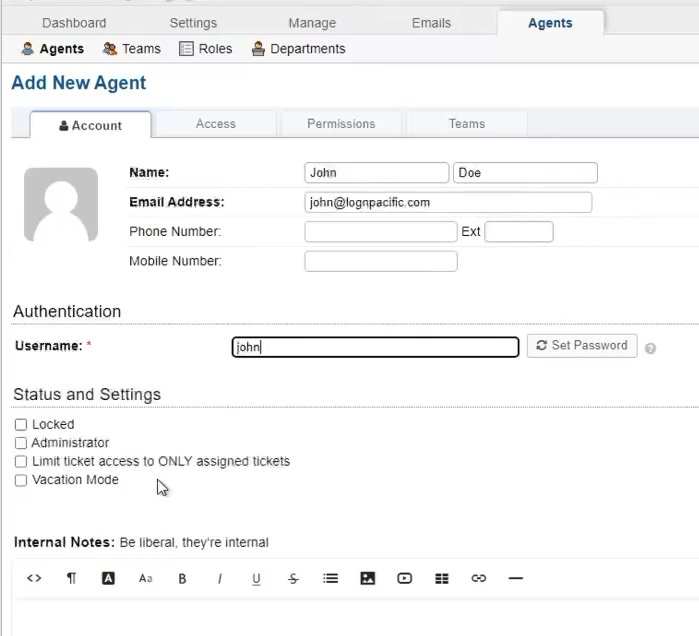 Dashboard Settings Manage Emails Agents
Agents Teams Roles Departments
Add New Agent
Account Access Permissions Teams
Name: John Doe
Email Address: john@lognpacific.com
Phone Number: Ext
Mobile Number:
Authentication
Username: * john Set Password ?
Status and Settings
Locked
Administrator
Limit ticket access to ONLY assigned tickets
Vacation Mode
Internal Notes: Be liberal, they're internal
<> ¶ A Aa B I U S